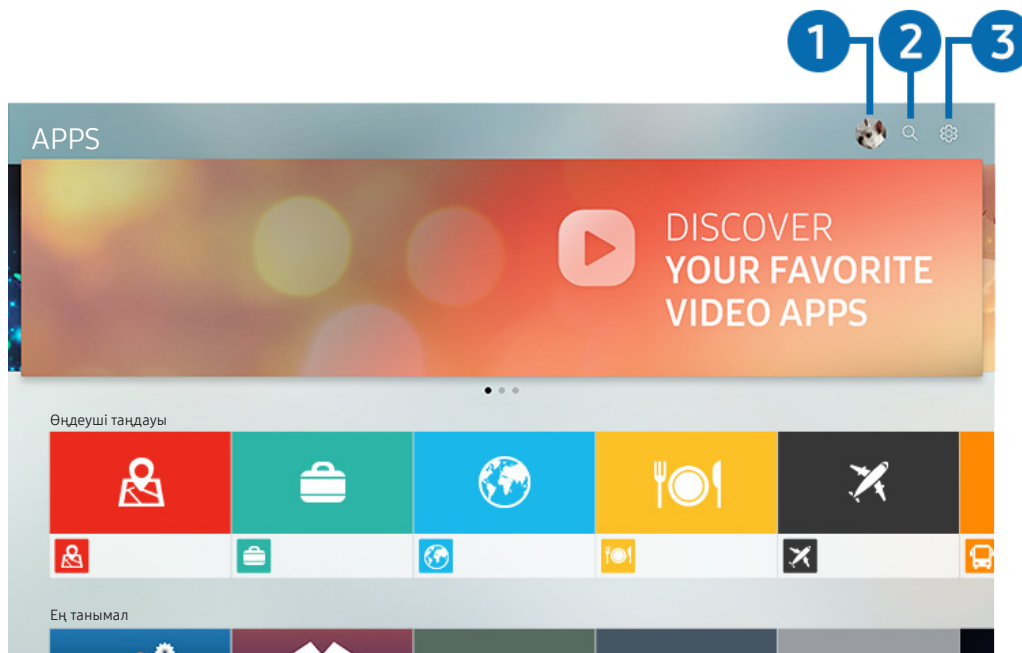 1 2 3
APPS
DISCOVER
YOUR FAVORITE
VIDEO APPS
Өңдеуші таңдауы
Ең танымал